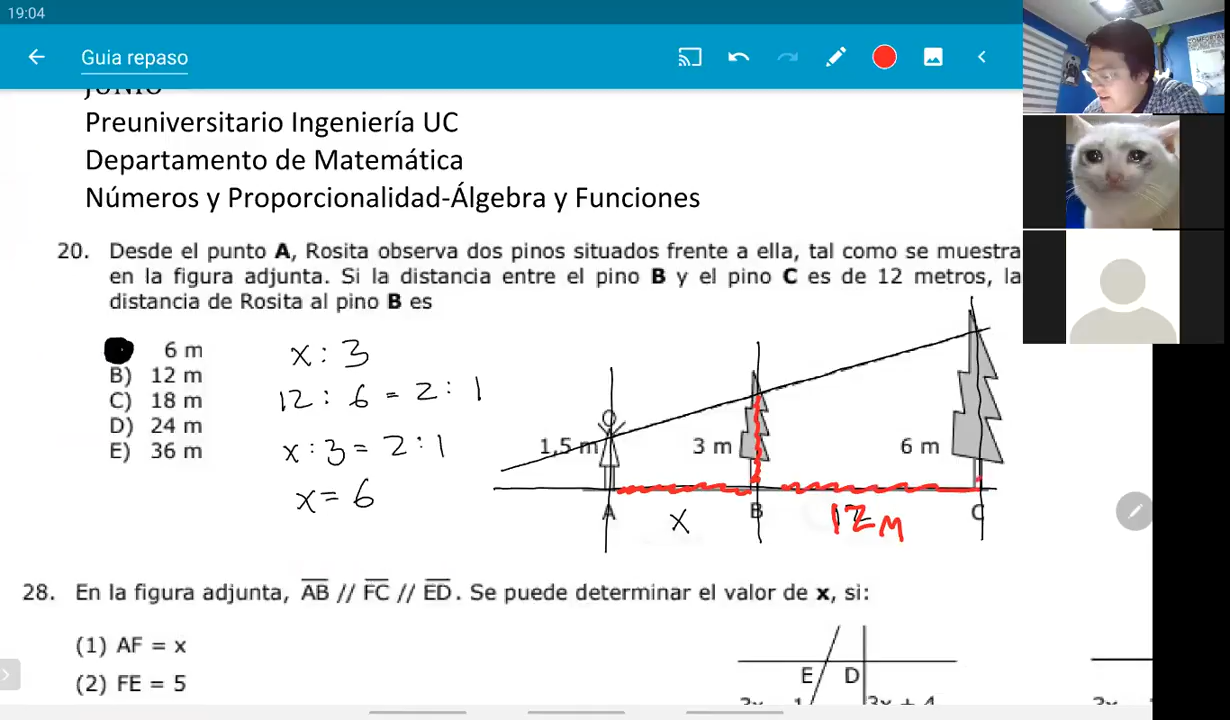 19:04
Guia repaso
JUNIO
Preuniversitario Ingeniería UC
Departamento de Matemática
Números y Proporcionalidad-Álgebra y Funciones
20. Desde el punto A, Rosita observa dos pinos situados frente a ella, tal como se muestra
en la figura adjunta. Si la distancia entre el pino B y el pino C es de 12 metros, la
distancia de Rosita al pino B es
6 m
B) 12 m
C) 18 m
D) 24 m
E) 36 m
x : 3
12 : 6 = 2 : 1
x : 3 = 2 : 1
x = 6
1,5 m
3 m
6 m
A
B
C
x
12 M
28. En la figura adjunta, AB // FC // ED. Se puede determinar el valor de x, si:
(1) AF = x
(2) FE = 5
E D
3x + 4